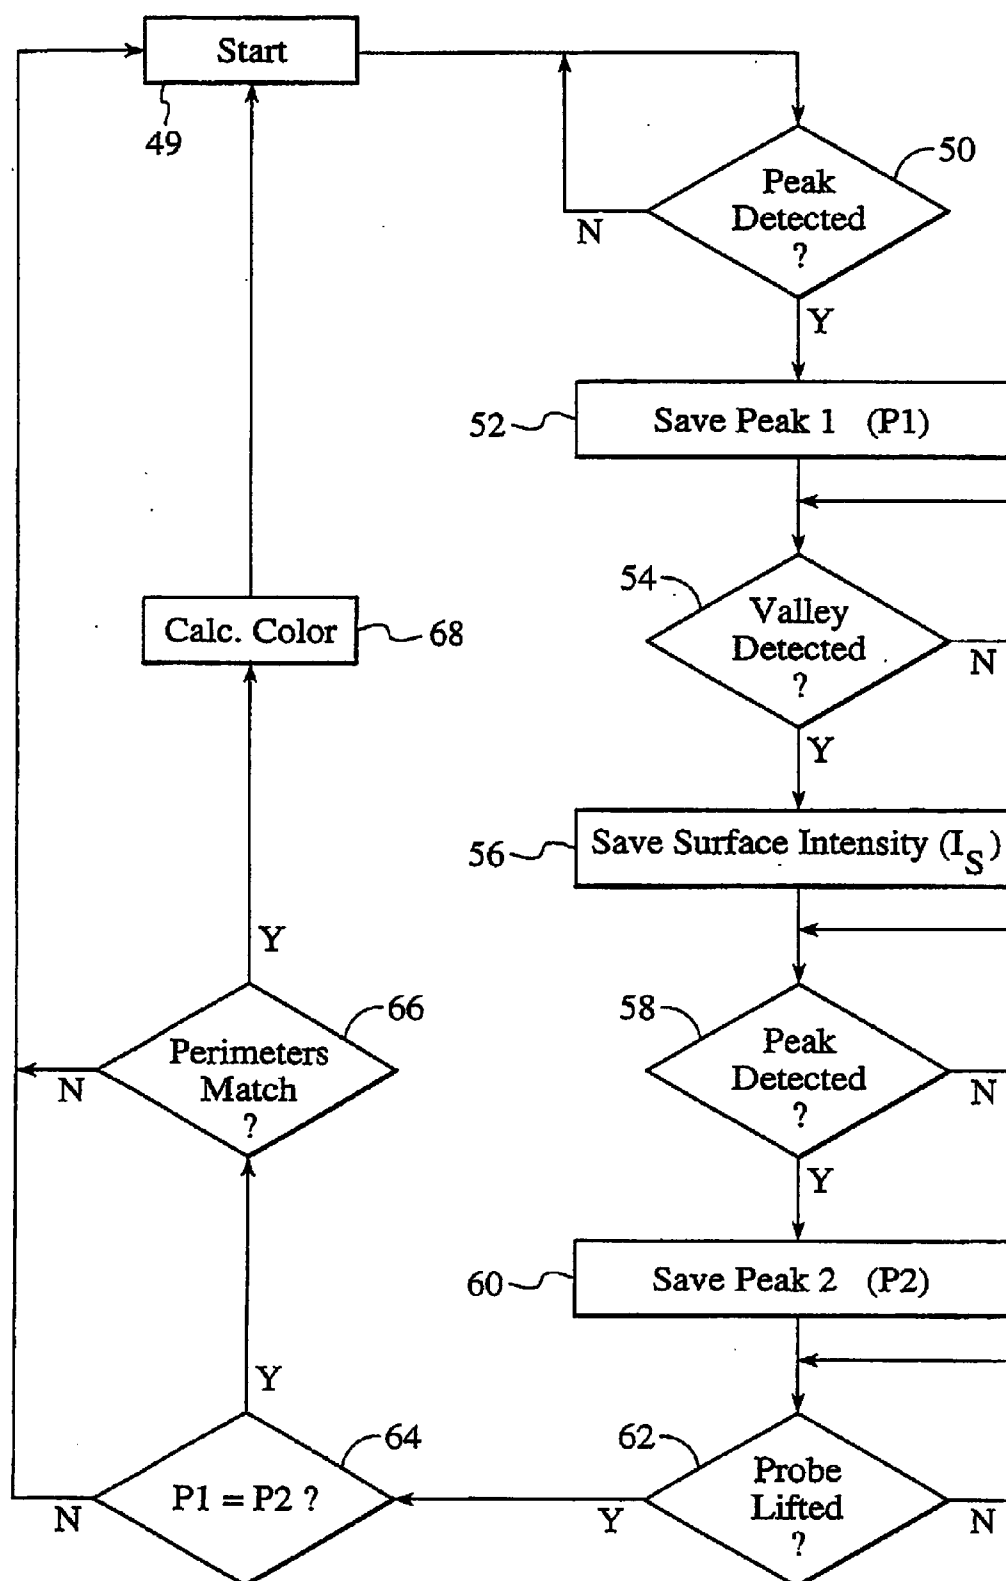 Start
49
Peak
Detected
?
50
N
Y
52
Save Peak 1 (P1)
54
Valley
Detected
?
N
Y
56
Save Surface Intensity (I_S)
58
Peak
Detected
?
N
Y
60
Save Peak 2 (P2)
62
Probe
Lifted
?
N
Y
64
P1 = P2 ?
N
Y
66
Perimeters
Match
?
N
Y
Calc. Color
68